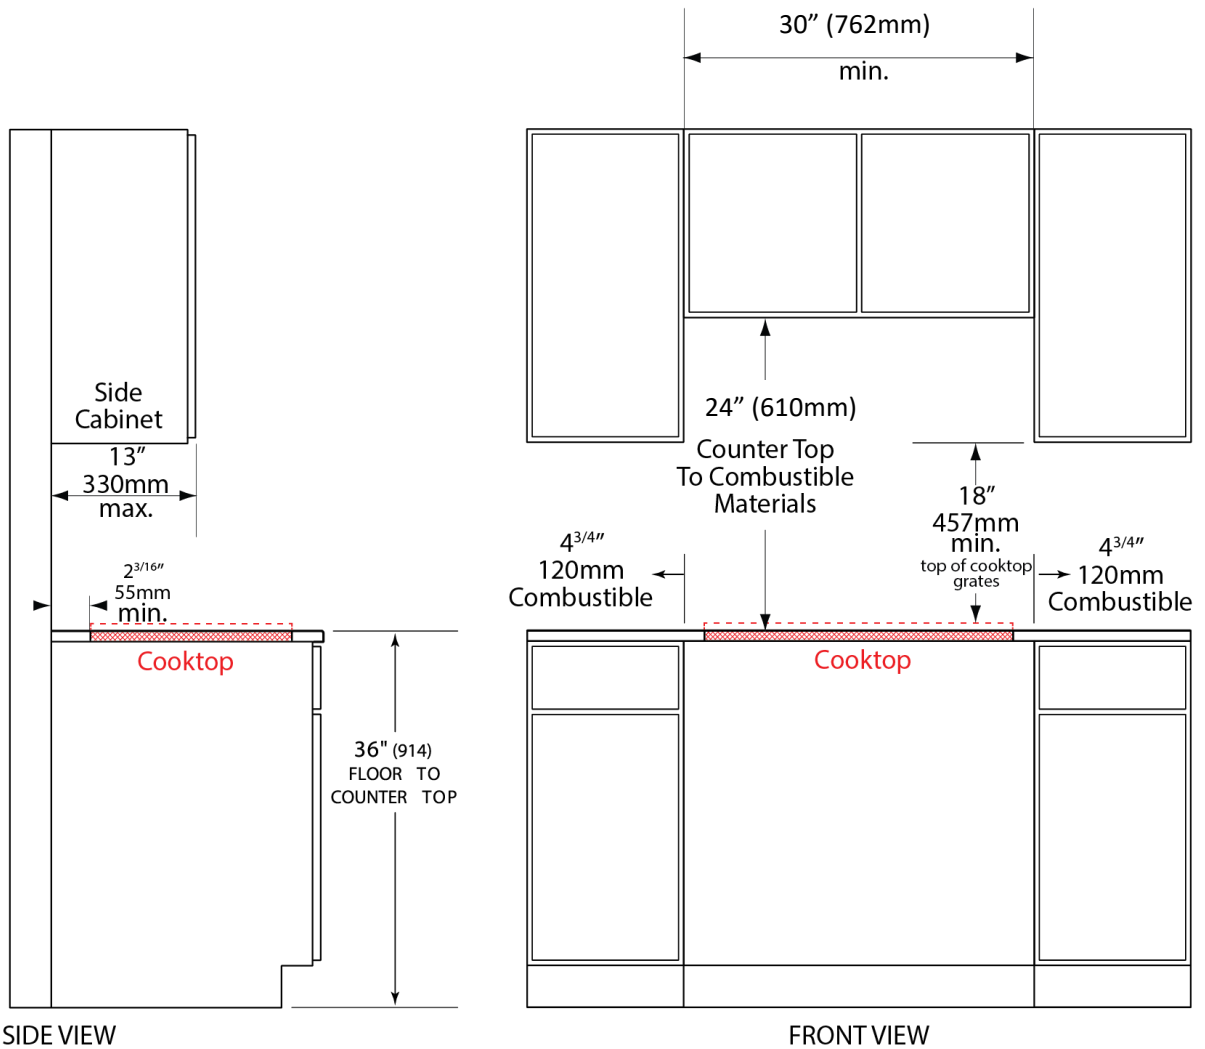 30” (762mm)
min.
Side
Cabinet
13”
330mm
max.
2 3/16”
55mm
min.
Cooktop
36" (914)
FLOOR TO
COUNTER TOP
SIDE VIEW
24” (610mm)
Counter Top
To Combustible
Materials
18”
457mm
min.
top of cooktop
grates
4 3/4”
120mm
Combustible
4 3/4”
120mm
Combustible
Cooktop
FRONT VIEW